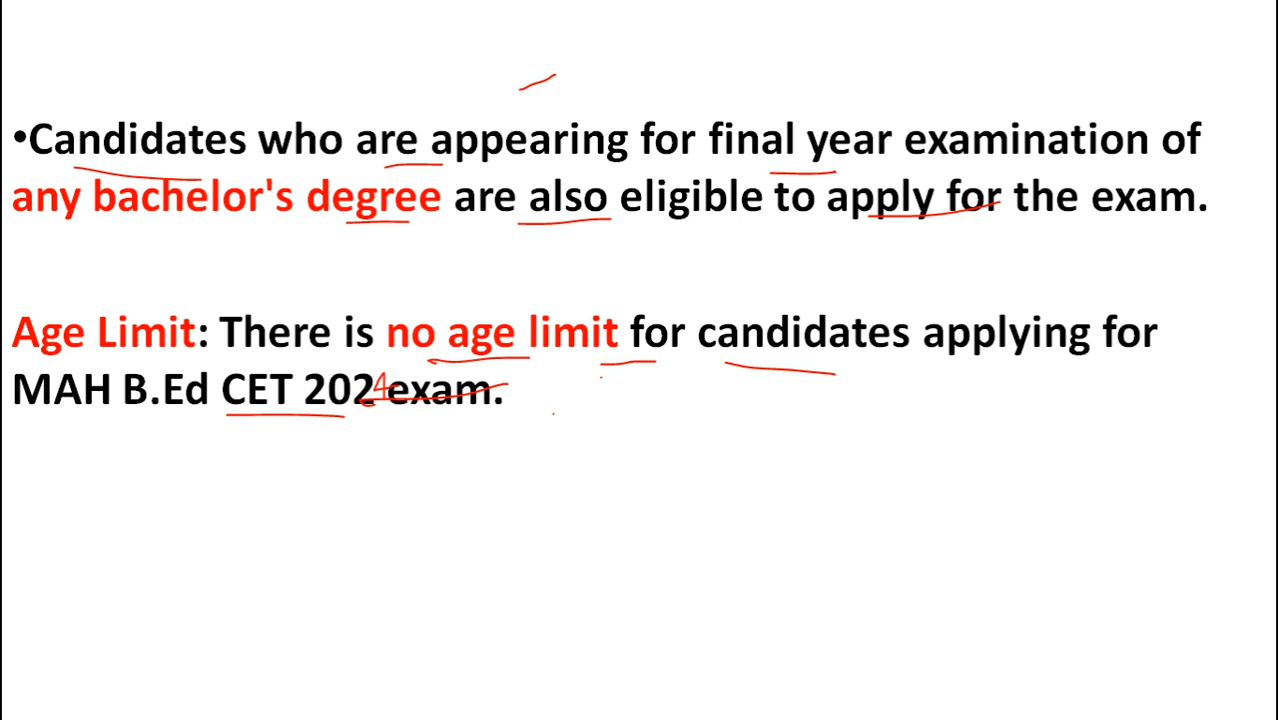 •Candidates who are appearing for final year examination of
any bachelor's degree are also eligible to apply for the exam.
Age Limit: There is no age limit for candidates applying for
MAH B.Ed CET 2024 exam.